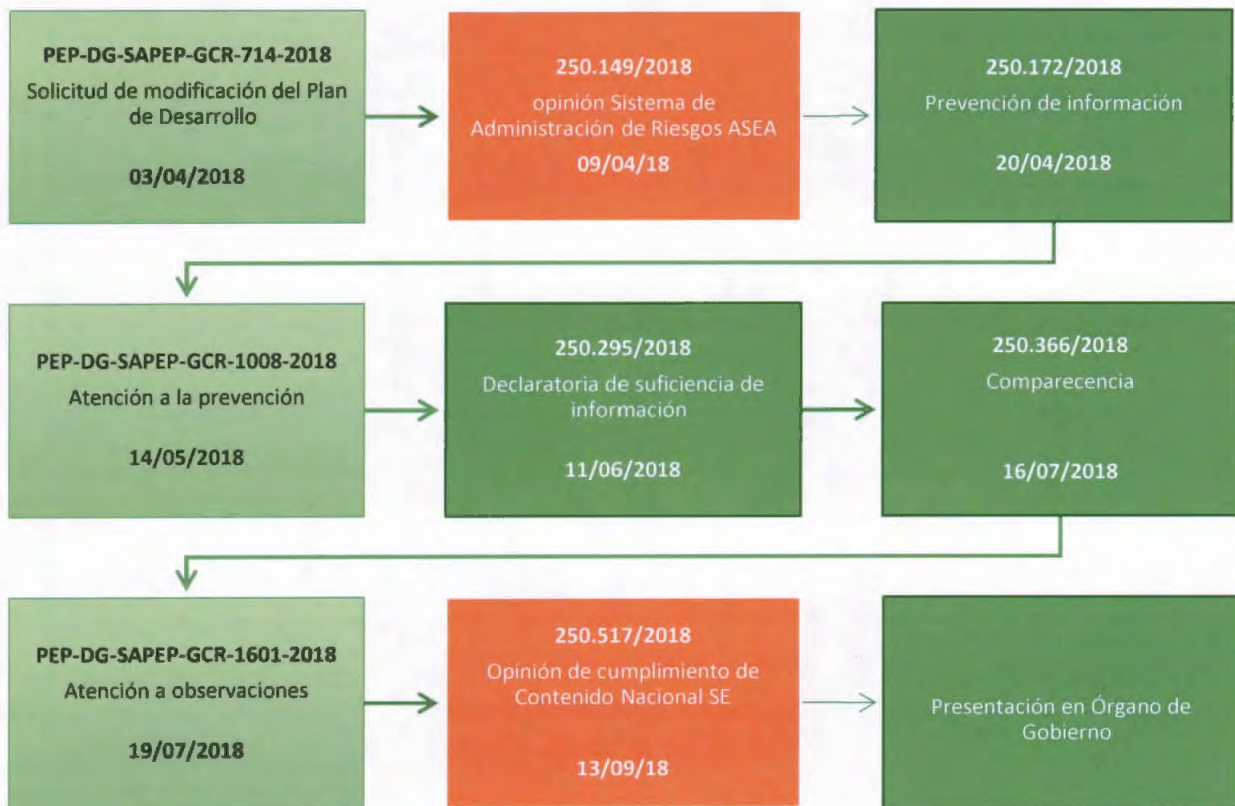 PEP-DG-SAPEP-GCR-714-2018
Solicitud de modificación del Plan
de Desarrollo
03/04/2018
250.149/2018
opinión Sistema de
Administración de Riesgos ASEA
09/04/18
250.172/2018
Prevención de información
20/04/2018
PEP-DG-SAPEP-GCR-1008-2018
Atención a la prevención
14/05/2018
250.295/2018
Declaratoria de suficiencia de
información
11/06/2018
250.366/2018
Comparecencia
16/07/2018
PEP-DG-SAPEP-GCR-1601-2018
Atención a observaciones
19/07/2018
250.517/2018
Opinión de cumplimiento de
Contenido Nacional SE
13/09/18
Presentación en Órgano de
Gobierno